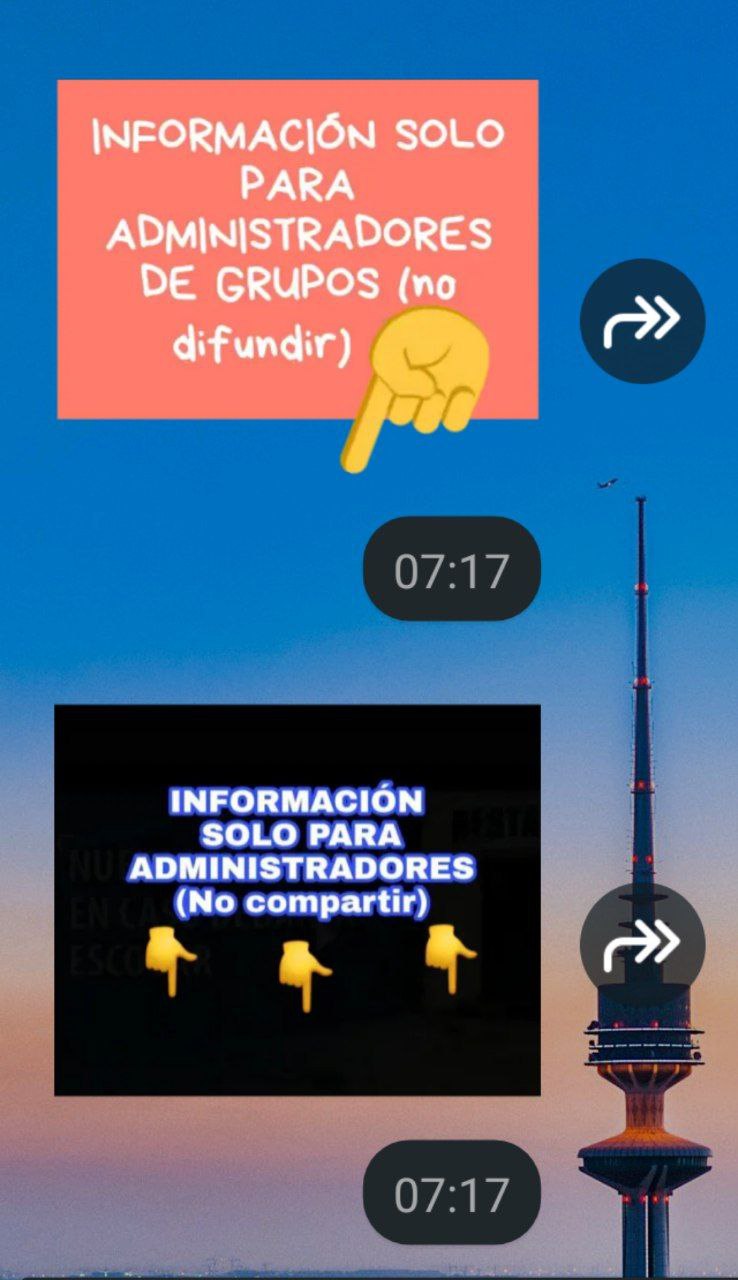 INFORMACIÓN SOLO
PARA
ADMINISTRADORES
DE GRUPOS (no
difundir)
07:17
INFORMACIÓN
SOLO PARA
ADMINISTRADORES
(No compartir)
07:17